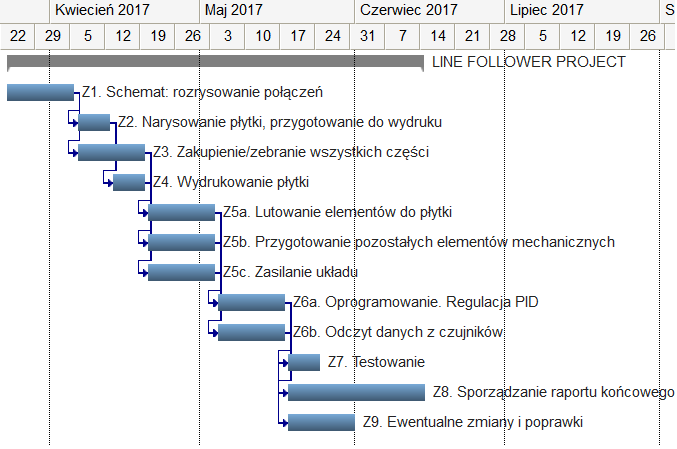 Kwiecień 2017 Maj 2017 Czerwiec 2017 Lipiec 2017 S
22 29 5 12 19 26 3 10 17 24 31 7 14 21 28 5 12 19 26 3
LINE FOLLOWER PROJECT
Z1. Schemat: rozrysowanie połączeń
Z2. Narysowanie płytki, przygotowanie do wydruku
Z3. Zakupienie/zebranie wszystkich części
Z4. Wydrukowanie płytki
Z5a. Lutowanie elementów do płytki
Z5b. Przygotowanie pozostałych elementów mechanicznych
Z5c. Zasilanie układu
Z6a. Oprogramowanie. Regulacja PID
Z6b. Odczyt danych z czujników
Z7. Testowanie
Z8. Sporządzanie raportu końcowego
Z9. Ewentualne zmiany i poprawki